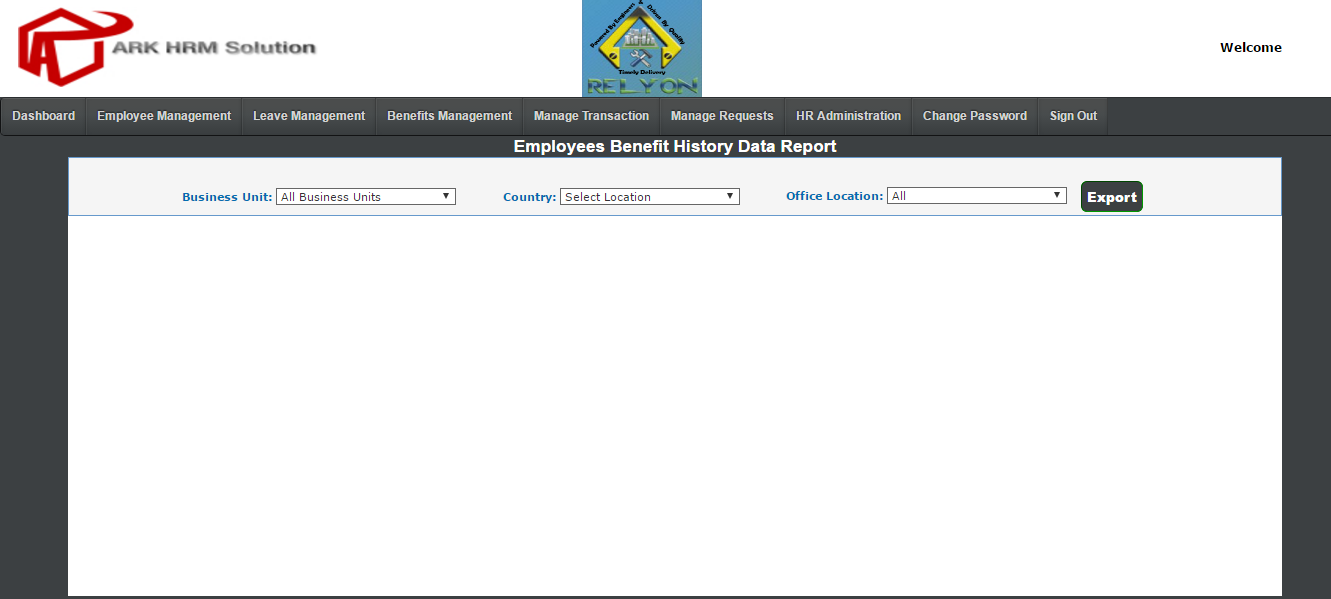 ARK HRM Solution
Powered By Engineers & Driven By Quality
Timely Delivery
RELYON
Welcome
Dashboard Employee Management Leave Management Benefits Management Manage Transaction Manage Requests HR Administration Change Password Sign Out
Employees Benefit History Data Report
Business Unit: All Business Units Country: Select Location Office Location: All Export